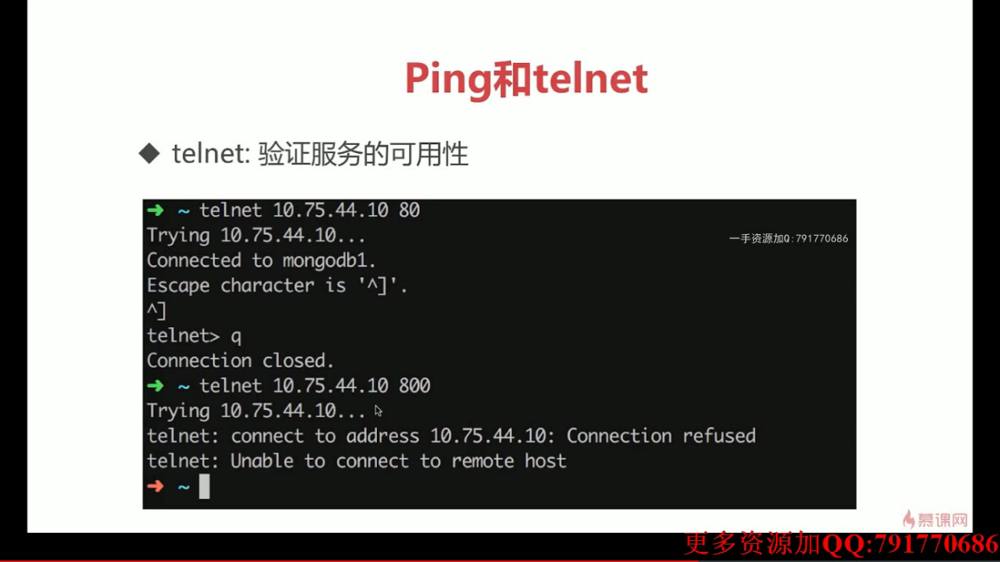 Ping和telnet
◆ telnet: 验证服务的可用性
➜ ~ telnet 10.75.44.10 80
Trying 10.75.44.10...
一手资源加Q:791770686
Connected to mongodb1.
Escape character is '^]'.
^]
telnet> q
Connection closed.
➜ ~ telnet 10.75.44.10 800
Trying 10.75.44.10...
telnet: connect to address 10.75.44.10: Connection refused
telnet: Unable to connect to remote host
➜ ~
慕课网
更多资源加QQ:791770686